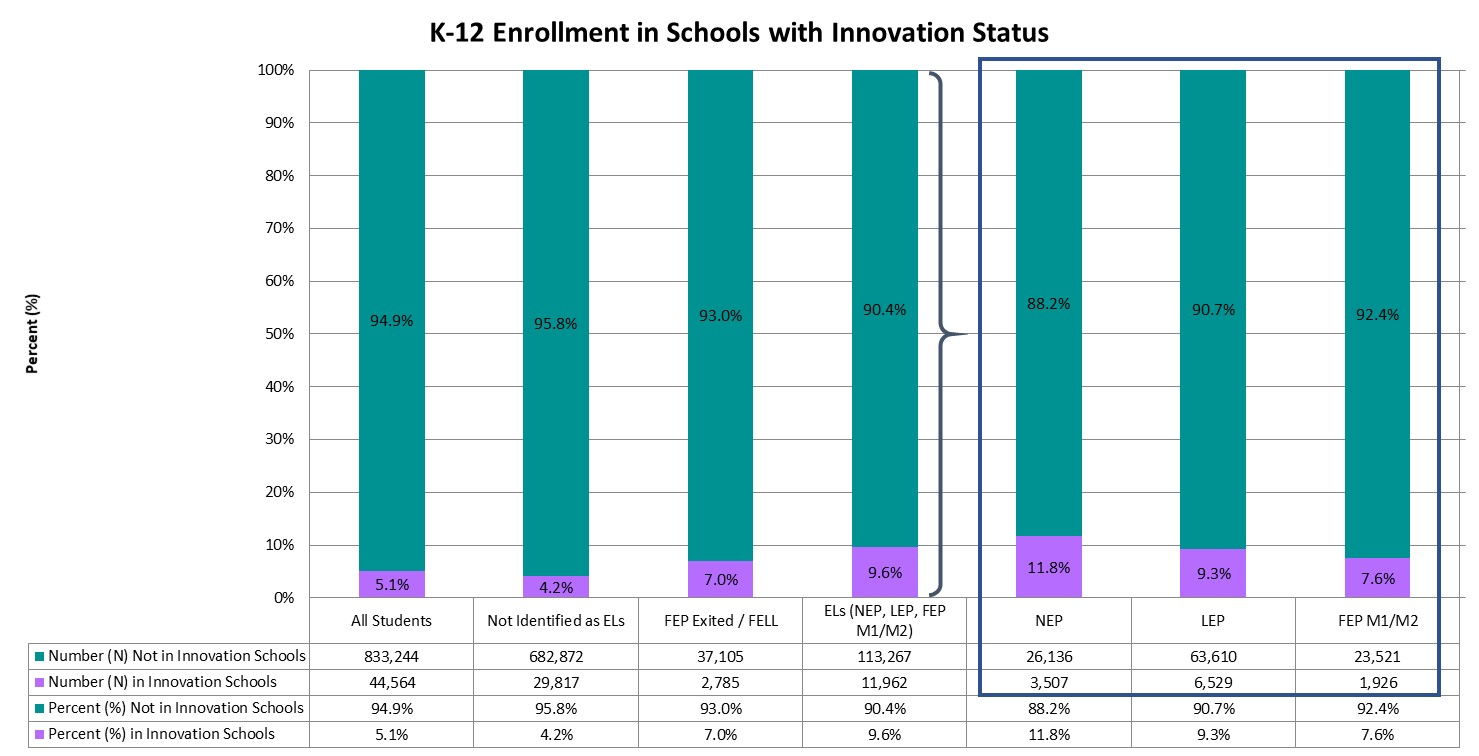 K-12 Enrollment in Schools with Innovation Status
Percent (%)
100%
90%
80%
70%
60%
50%
40%
30%
20%
10%
0%
94.9% 95.8% 93.0% 90.4% 88.2% 90.7% 92.4%
5.1% 4.2% 7.0% 9.6% 11.8% 9.3% 7.6%
All Students Not Identified as ELs FEP Exited / FELL ELs (NEP, LEP, FEP M1/M2) NEP LEP FEP M1/M2
Number (N) Not in Innovation Schools 833,244 682,872 37,105 113,267 26,136 63,610 23,521
Number (N) in Innovation Schools 44,564 29,817 2,785 11,962 3,507 6,529 1,926
Percent (%) Not in Innovation Schools 94.9% 95.8% 93.0% 90.4% 88.2% 90.7% 92.4%
Percent (%) in Innovation Schools 5.1% 4.2% 7.0% 9.6% 11.8% 9.3% 7.6%